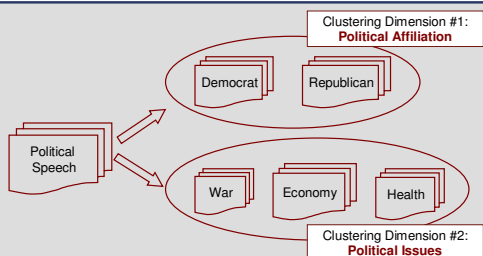 Clustering Dimension #1:
Political Affiliation
Democrat
Republican
Political
Speech
War
Economy
Health
Clustering Dimension #2:
Political Issues